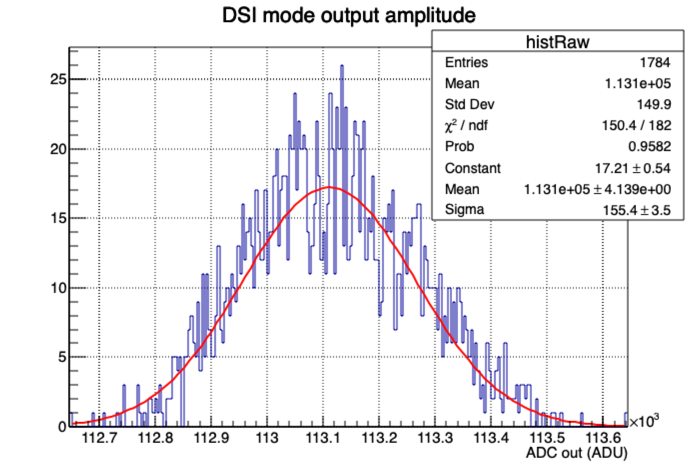 DSI mode output amplitude
histRaw
Entries 1784
Mean 1.131e+05
Std Dev 149.9
χ² / ndf 150.4 / 182
Prob 0.9582
Constant 17.21 ± 0.54
Mean 1.131e+05 ± 4.139e+00
Sigma 155.4 ± 3.5
25
20
15
10
5
0
112.7 112.8 112.9 113 113.1 113.2 113.3 113.4 113.5 113.6 ×10³
ADC out (ADU)